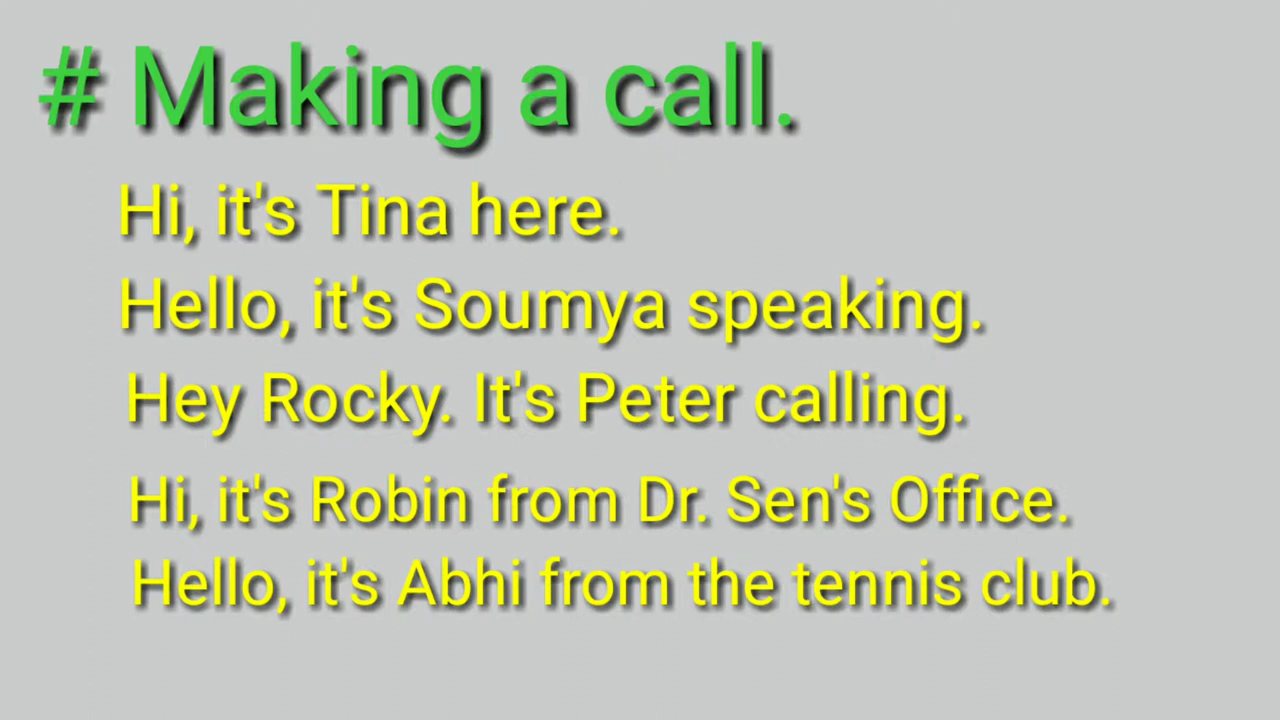 # Making a call.
Hi, it's Tina here.
Hello, it's Soumya speaking.
Hey Rocky. It's Peter calling.
Hi, it's Robin from Dr. Sen's Office.
Hello, it's Abhi from the tennis club.